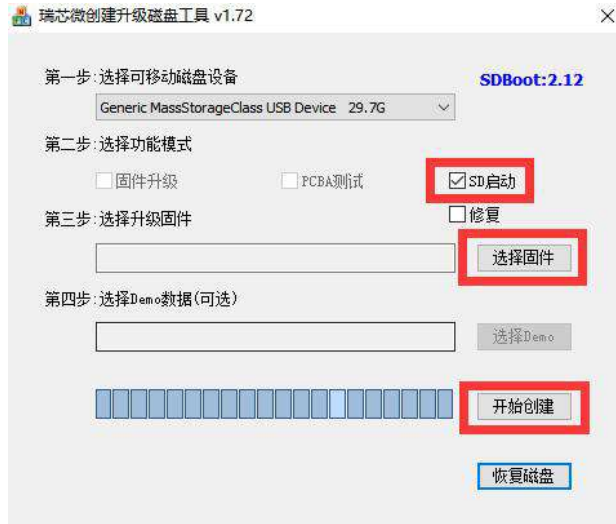 瑞芯微创建升级磁盘工具 v1.72
第一步:选择可移动磁盘设备
SDBoot:2.12
Generic MassStorageClass USB Device 29.7G
第二步:选择功能模式
固件升级 PCBA测试 SD启动
修复
第三步:选择升级固件
选择固件
第四步:选择Demo数据(可选)
选择Demo
开始创建
恢复磁盘